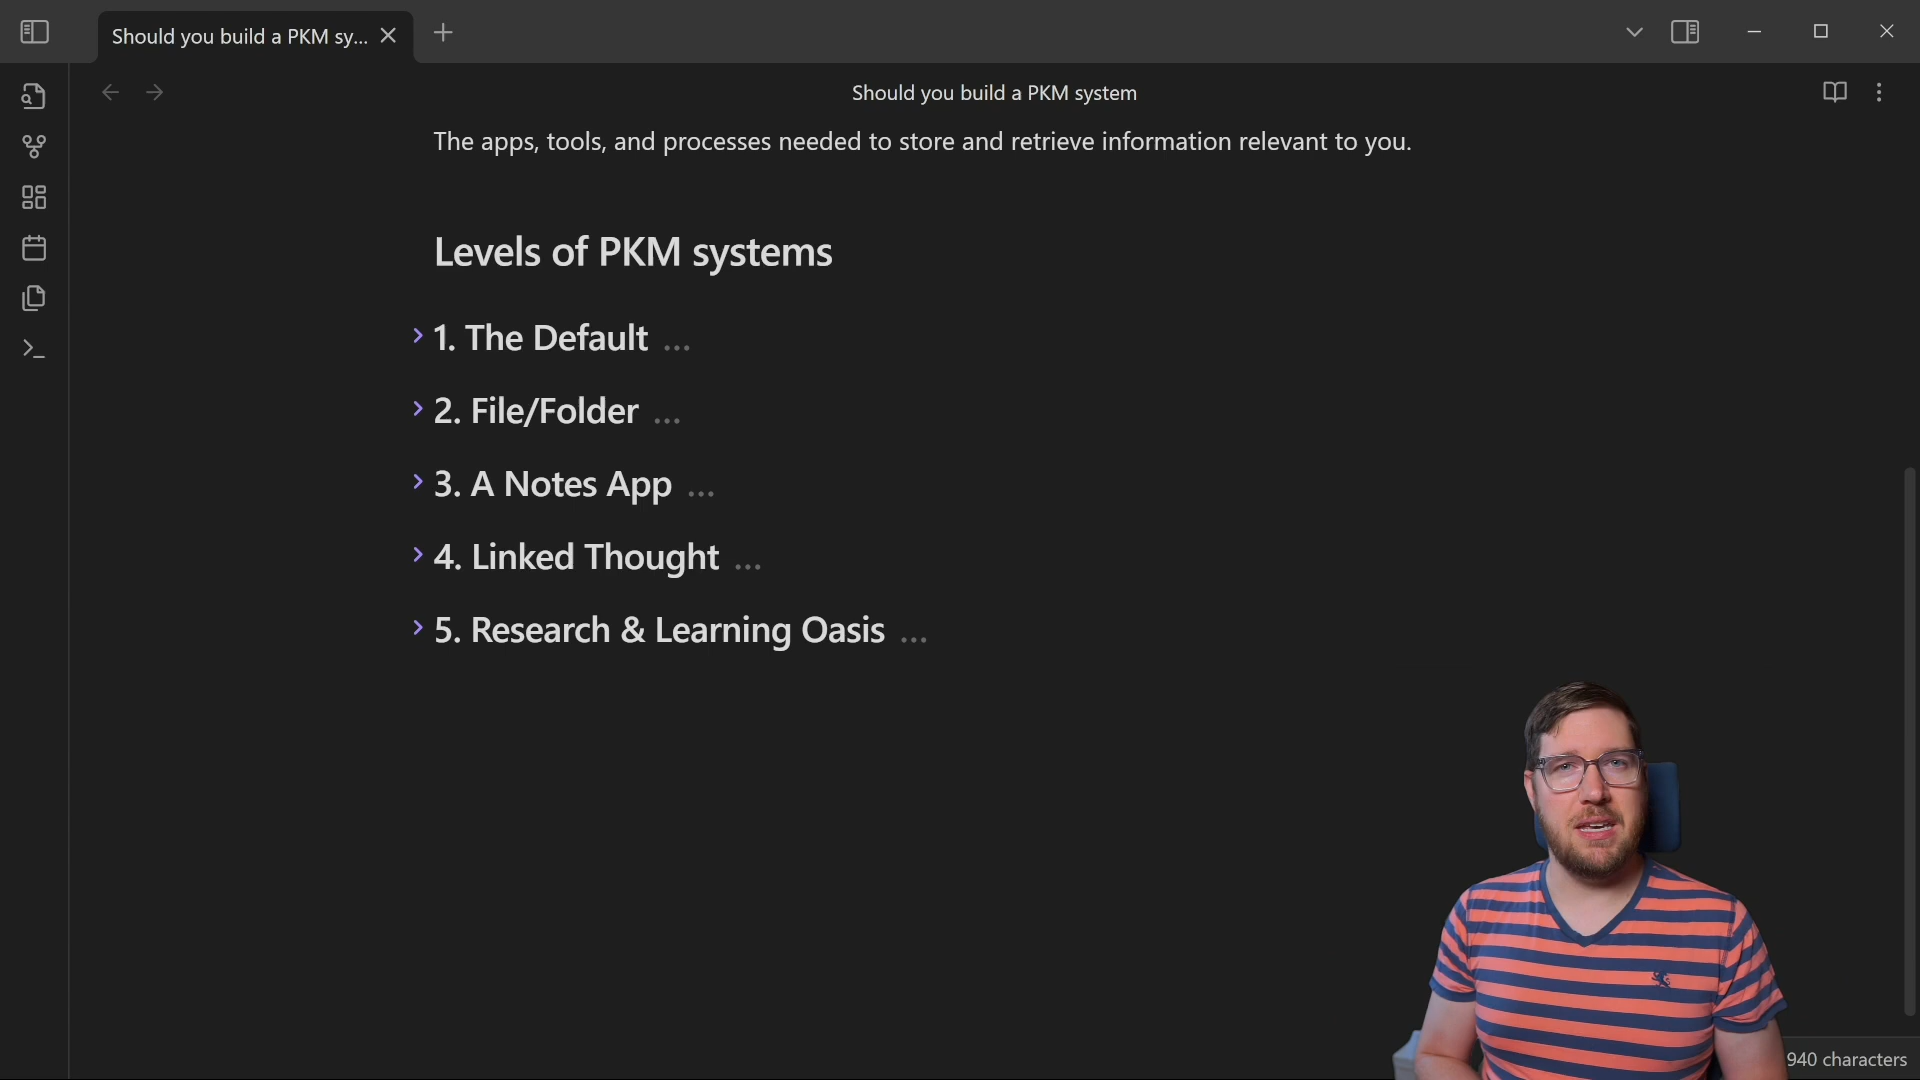 Should you build a PKM sy...
Should you build a PKM system
The apps, tools, and processes needed to store and retrieve information relevant to you.
Levels of PKM systems
1. The Default ...
2. File/Folder ...
3. A Notes App ...
4. Linked Thought ...
5. Research & Learning Oasis ...
940 characters